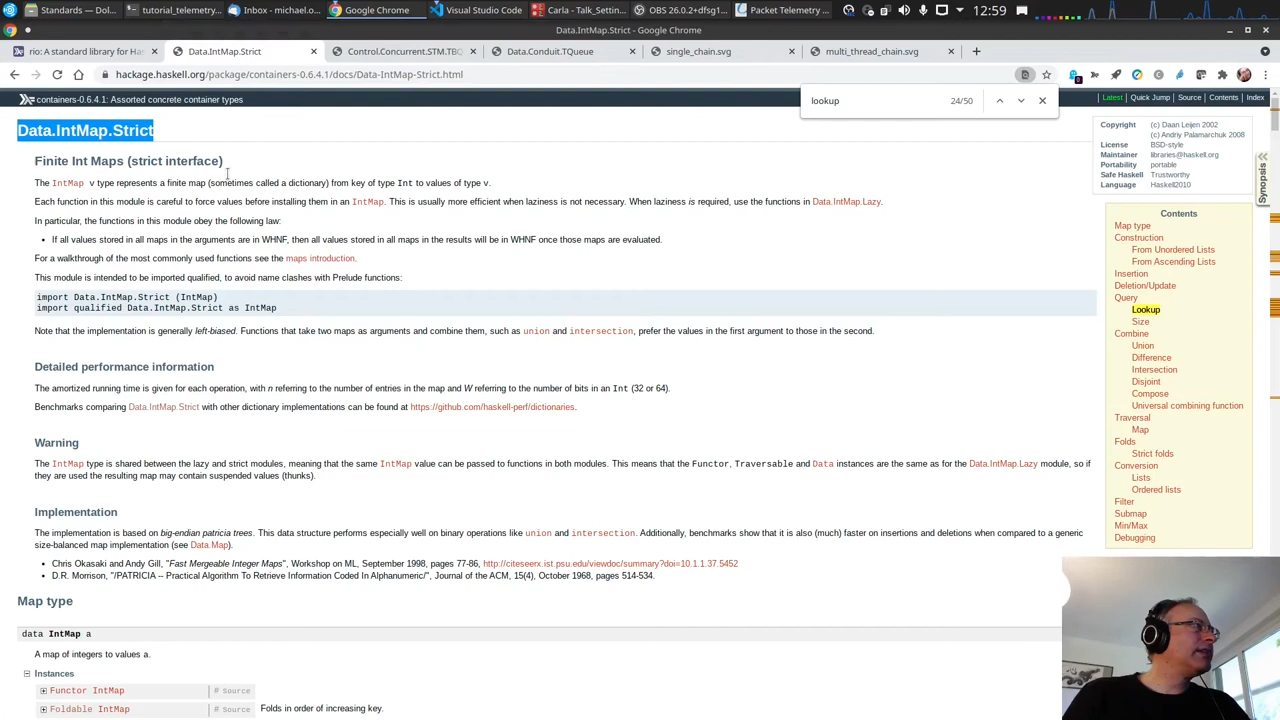 Standards — Do...
tutorial_telemetry...
Inbox - michael.o...
Google Chrome
Visual Studio Code
Carla - Talk_Setting...
OBS 26.0.2+dfsg1 ...
Packet Telemetry ...
12:59
Data.IntMap.Strict - Google Chrome
rio: A standard library for Has
Data.IntMap.Strict
Control.Concurrent.STM.TBQ
Data.Conduit.TQueue
single_chain.svg
multi_thread_chain.svg
hackage.haskell.org/package/containers-0.6.4.1/docs/Data-IntMap-Strict.html
lookup
24/50
containers-0.6.4.1: Assorted concrete container types
Latest | Quick Jump | Source | Contents | Index
Data.IntMap.Strict
Copyright (c) Daan Leijen 2002
(c) Andriy Palamarchuk 2008
License BSD-style
Maintainer libraries@haskell.org
Portability portable
Safe Haskell Trustworthy
Language Haskell2010
Synopsis
Finite Int Maps (strict interface)
The IntMap v type represents a finite map (sometimes called a dictionary) from key of type Int to values of type v.
Each function in this module is careful to force values before installing them in an IntMap. This is usually more efficient when laziness is not necessary. When laziness is required, use the functions in Data.IntMap.Lazy.
In particular, the functions in this module obey the following law:
• If all values stored in all maps in the arguments are in WHNF, then all values stored in all maps in the results will be in WHNF once those maps are evaluated.
For a walkthrough of the most commonly used functions see the maps introduction.
This module is intended to be imported qualified, to avoid name clashes with Prelude functions:
import Data.IntMap.Strict (IntMap)
import qualified Data.IntMap.Strict as IntMap
Note that the implementation is generally left-biased. Functions that take two maps as arguments and combine them, such as union and intersection, prefer the values in the first argument to those in the second.
Detailed performance information
The amortized running time is given for each operation, with n referring to the number of entries in the map and W referring to the number of bits in an Int (32 or 64).
Benchmarks comparing Data.IntMap.Strict with other dictionary implementations can be found at https://github.com/haskell-perf/dictionaries.
Warning
The IntMap type is shared between the lazy and strict modules, meaning that the same IntMap value can be passed to functions in both modules. This means that the Functor, Traversable and Data instances are the same as for the Data.IntMap.Lazy module, so if
they are used the resulting map may contain suspended values (thunks).
Implementation
The implementation is based on big-endian patricia trees. This data structure performs especially well on binary operations like union and intersection. Additionally, benchmarks show that it is also (much) faster on insertions and deletions when compared to a generic
size-balanced map implementation (see Data.Map).
• Chris Okasaki and Andy Gill, "Fast Mergeable Integer Maps", Workshop on ML, September 1998, pages 77-86, http://citeseerx.ist.psu.edu/viewdoc/summary?doi=10.1.1.37.5452
• D.R. Morrison, "/PATRICIA -- Practical Algorithm To Retrieve Information Coded In Alphanumeric/", Journal of the ACM, 15(4), October 1968, pages 514-534.
Map type
data IntMap a
A map of integers to values a.
Instances
Functor IntMap # Source
Foldable IntMap # Source Folds in order of increasing key.
Contents
Map type
Construction
From Unordered Lists
From Ascending Lists
Insertion
Deletion/Update
Query
Lookup
Size
Combine
Union
Difference
Intersection
Disjoint
Compose
Universal combining function
Traversal
Map
Folds
Strict folds
Conversion
Lists
Ordered lists
Filter
Submap
Min/Max
Debugging